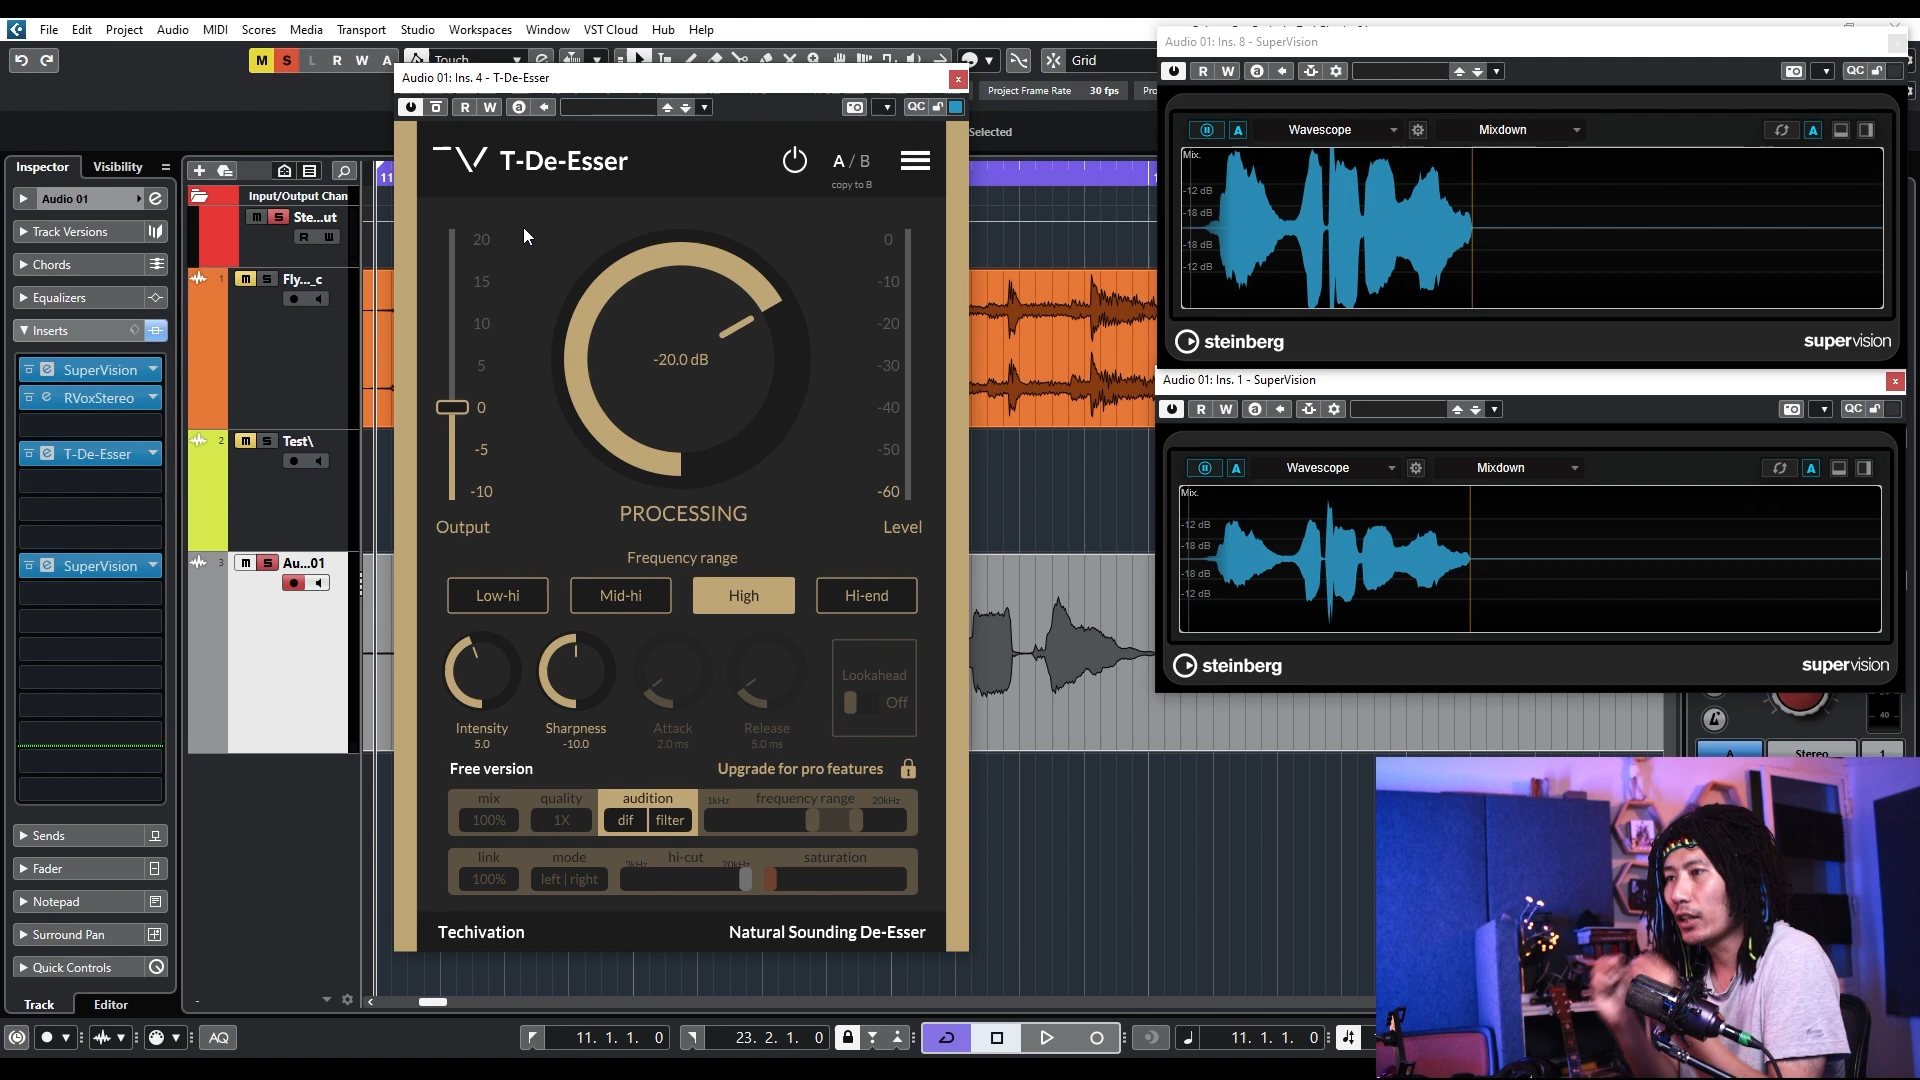 File Edit Project Audio MIDI Scores Media Transport Studio Workspaces Window VST Cloud Hub Help
M S L R W A Touch Grid
Audio 01: Ins. 4 - T-De-Esser
R W QC
Project Frame Rate 30 fps
Selected
Inspector Visibility
Audio 01
Track Versions
Chords
Equalizers
Inserts
SuperVision
RVoxStereo
T-De-Esser
SuperVision
Sends
Fader
Notepad
Surround Pan
Quick Controls
Track Editor
Input/Output Chan
m S Ste...ut
R W
1 m S Fly..._c
2 m S Test\
3 m S Au...01
11
T-De-Esser
A / B
copy to B
20
15
10
5
0
-5
-10
Output
-20.0 dB
PROCESSING
0
-10
-20
-30
-40
-50
-60
Level
Frequency range
Low-hi Mid-hi High Hi-end
Intensity
5.0
Sharpness
-10.0
Attack
2.0 ms
Release
5.0 ms
Lookahead
Off
Free version Upgrade for pro features
mix quality audition 1kHz frequency range 20kHz
100% 1X dif filter
link mode 3kHz hi-cut 20kHz saturation
100% left | right
Techivation Natural Sounding De-Esser
Audio 01: Ins. 8 - SuperVision
R W QC
A Wavescope Mixdown A
Mix.
-12 dB
-18 dB
-18 dB
-12 dB
steinberg supervision
Audio 01: Ins. 1 - SuperVision
R W QC
A Wavescope Mixdown A
Mix.
-12 dB
-18 dB
-18 dB
-12 dB
steinberg supervision
40
A Stereo 1
AQ
11. 1. 1. 0
23. 2. 1. 0
11. 1. 1. 0